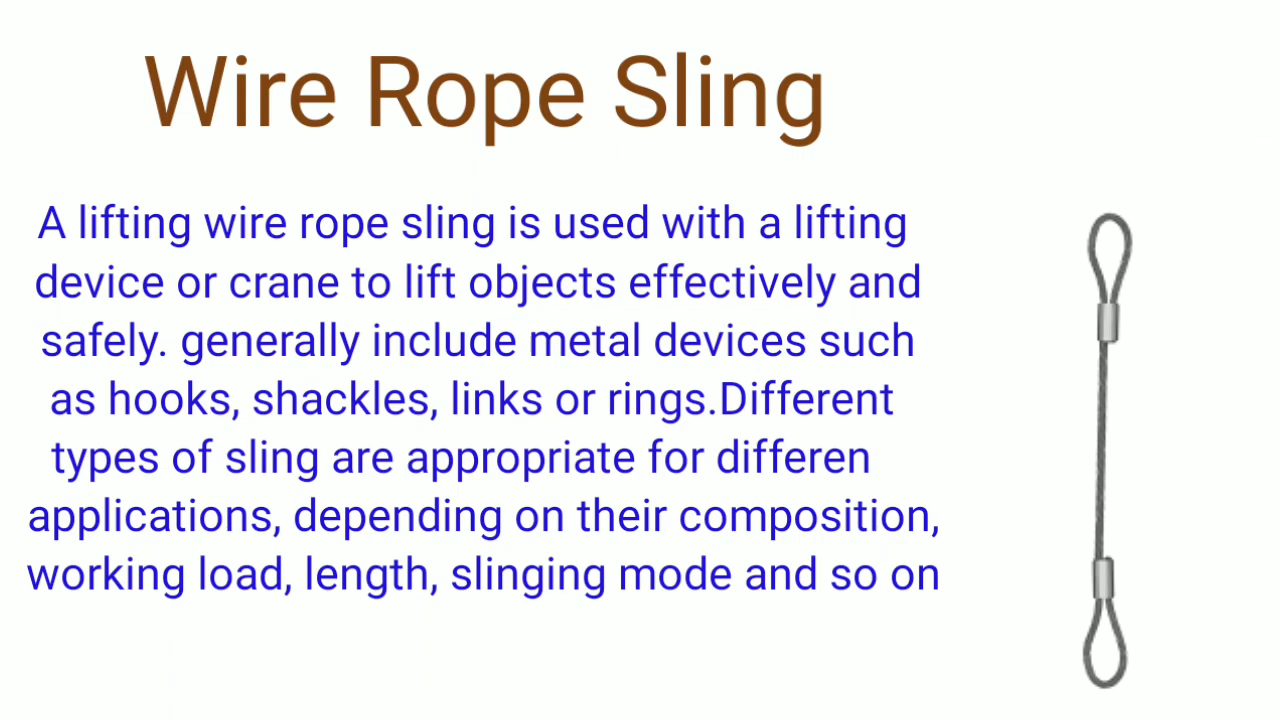 Wire Rope Sling
A lifting wire rope sling is used with a lifting
device or crane to lift objects effectively and
safely. generally include metal devices such
as hooks, shackles, links or rings.Different
types of sling are appropriate for differen
applications, depending on their composition,
working load, length, slinging mode and so on